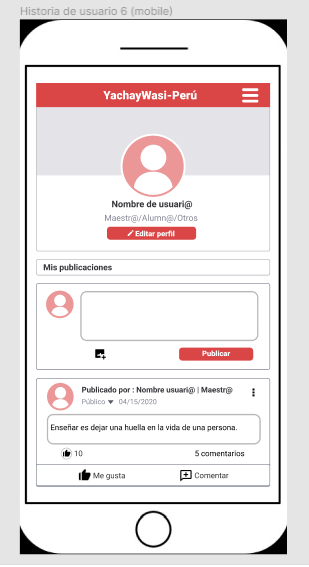 Historia de usuario 6 (mobile)
YachayWasi-Perú
Nombre de usuari@
Maestr@/Alumn@/Otros
Editar perfil
Mis publicaciones
Publicar
Publicado por : Nombre usuari@ | Maestr@
Público 04/15/2020
Enseñar es dejar una huella en la vida de una persona.
10 5 comentarios
Me gusta Comentar